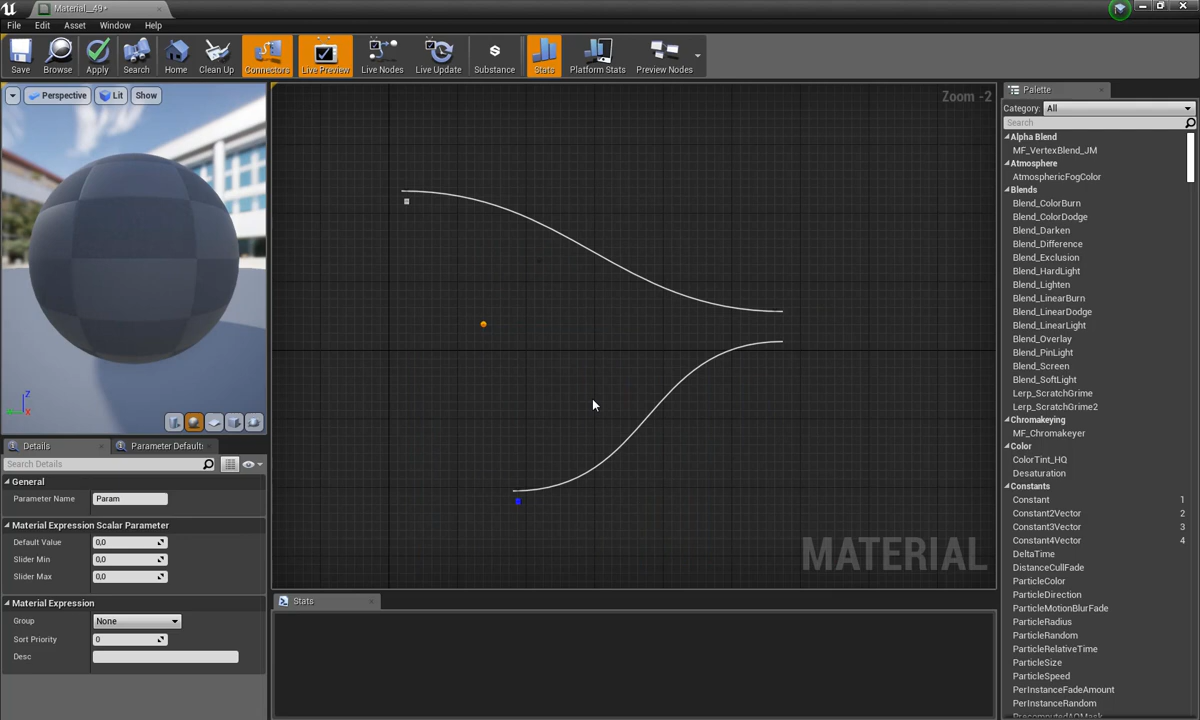 Material__49*
File Edit Asset Window Help
Save Browse Apply Search Home Clean Up Connectors Live Preview Live Nodes Live Update Substance Stats Platform Stats Preview Nodes
Perspective Lit Show
Z
X
Details Parameter Default
Search Details
General
Parameter Name Param
Material Expression Scalar Parameter
Default Value 0,0
Slider Min 0,0
Slider Max 0,0
Material Expression
Group None
Sort Priority 0
Desc
Zoom -2
MATERIAL
Stats
Palette
Category: All
Search
Alpha Blend
MF_VertexBlend_JM
Atmosphere
AtmosphericFogColor
Blends
Blend_ColorBurn
Blend_ColorDodge
Blend_Darken
Blend_Difference
Blend_Exclusion
Blend_HardLight
Blend_Lighten
Blend_LinearBurn
Blend_LinearDodge
Blend_LinearLight
Blend_Overlay
Blend_PinLight
Blend_Screen
Blend_SoftLight
Lerp_ScratchGrime
Lerp_ScratchGrime2
Chromakeying
MF_Chromakeyer
Color
ColorTint_HQ
Desaturation
Constants
Constant 1
Constant2Vector 2
Constant3Vector 3
Constant4Vector 4
DeltaTime
DistanceCullFade
ParticleColor
ParticleDirection
ParticleMotionBlurFade
ParticleRadius
ParticleRandom
ParticleRelativeTime
ParticleSize
ParticleSpeed
PerInstanceFadeAmount
PerInstanceRandom